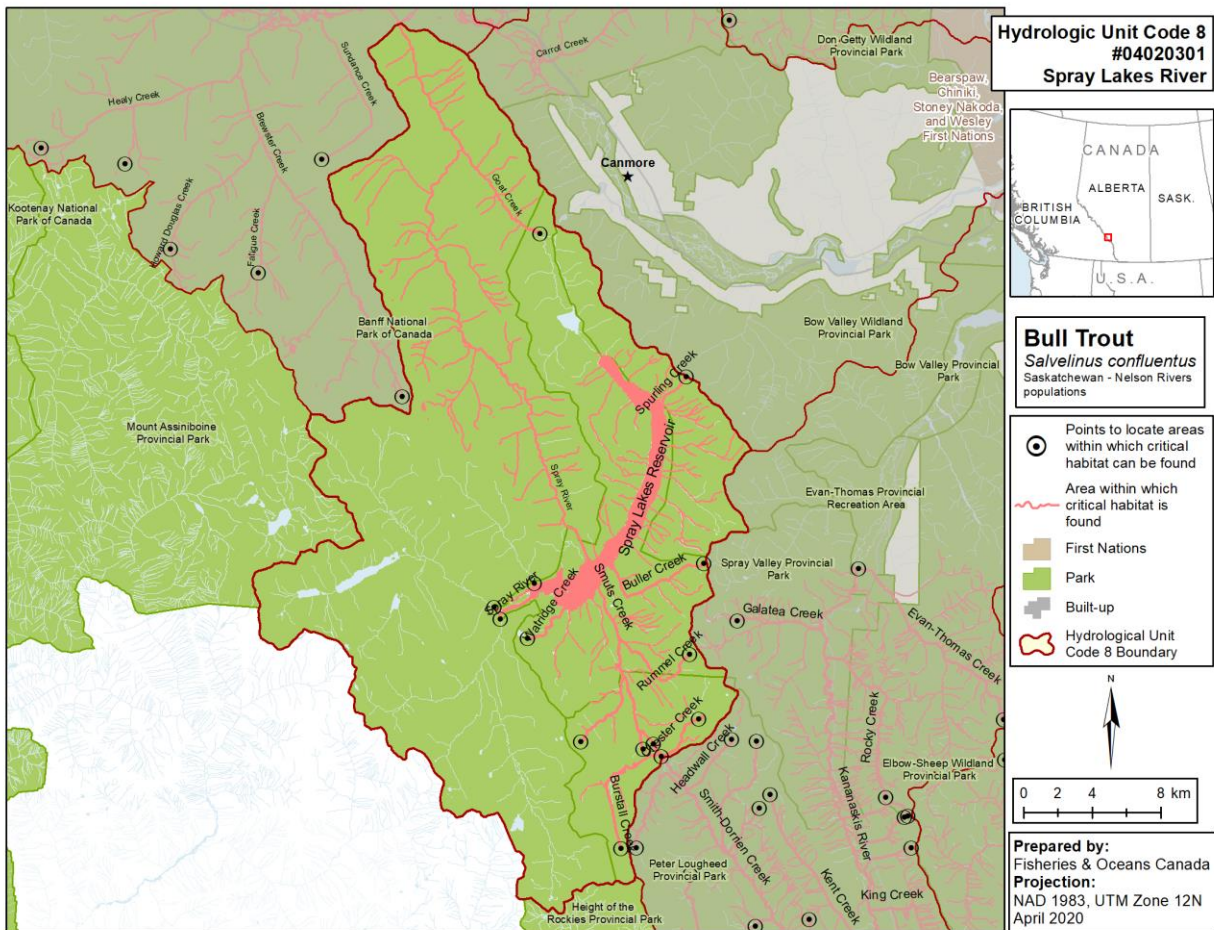 Hydrologic Unit Code 8
#04020301
Spray Lakes River
CANADA
ALBERTA
SASK.
BRITISH
COLUMBIA
U.S.A.
Bull Trout
Salvelinus confluentus
Saskatchewan - Nelson Rivers
populations
Points to locate areas
within which critical
habitat can be found
Area within which
critical habitat is
found
First Nations
Park
Built-up
Hydrological Unit
Code 8 Boundary
N
0 2 4 8 km
Prepared by:
Fisheries & Oceans Canada
Projection:
NAD 1983, UTM Zone 12N
April 2020
Carrot Creek
Don Getty Wildland
Provincial Park
Bearspaw,
Chiniki,
Stoney Nakoda,
and Wesley
First Nations
Sundance Creek
Healy Creek
Brewster Creek
Canmore
Goat Creek
Kootenay National
Park of Canada
Howard Douglas Creek
Fatigue Creek
Banff National
Park of Canada
Bow Valley Wildland
Provincial Park
Bow Valley Provincial
Park
Spurling Creek
Mount Assiniboine
Provincial Park
Spray Lakes Reservoir
Spray River
Evan-Thomas Provincial
Recreation Area
Spray River
Watridge Creek
Smuts Creek
Buller Creek
Spray Valley Provincial
Park
Galatea Creek
Evan-Thomas Creek
Rummel Creek
Rocky Creek
Headwall Creek
Elbow-Sheep Wildland
Provincial Park
Burstall Creek
Smith-Dorrien Creek
Kananaskis River
Peter Lougheed
Provincial Park
Kent Creek
King Creek
Height of the
Rockies Provincial Park